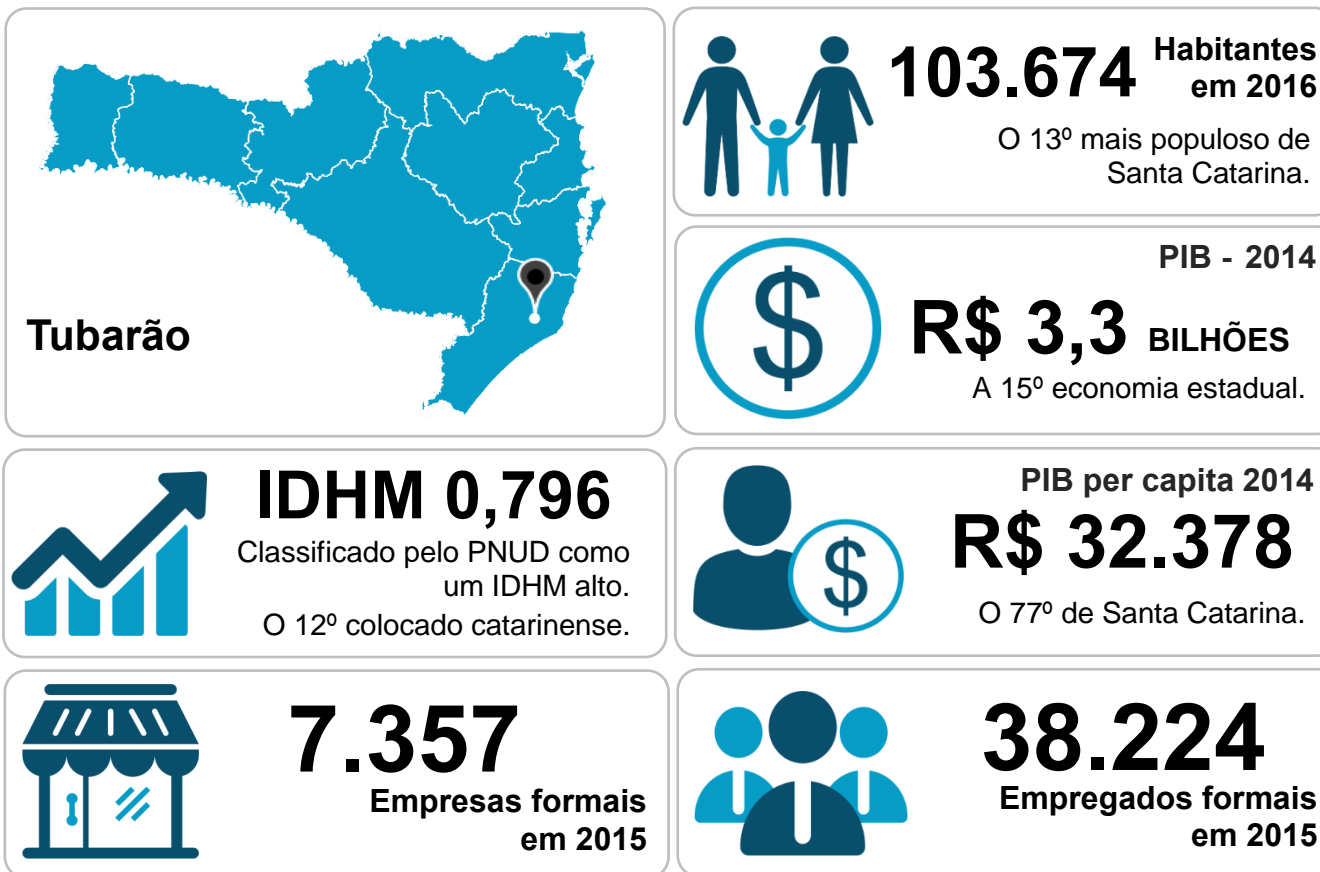 Tubarão
103.674 Habitantes
em 2016
O 13º mais populoso de
Santa Catarina.
PIB - 2014
R$ 3,3 BILHÕES
A 15º economia estadual.
IDHM 0,796
Classificado pelo PNUD como
um IDHM alto.
O 12º colocado catarinense.
PIB per capita 2014
R$ 32.378
O 77º de Santa Catarina.
7.357
Empresas formais
em 2015
38.224
Empregados formais
em 2015